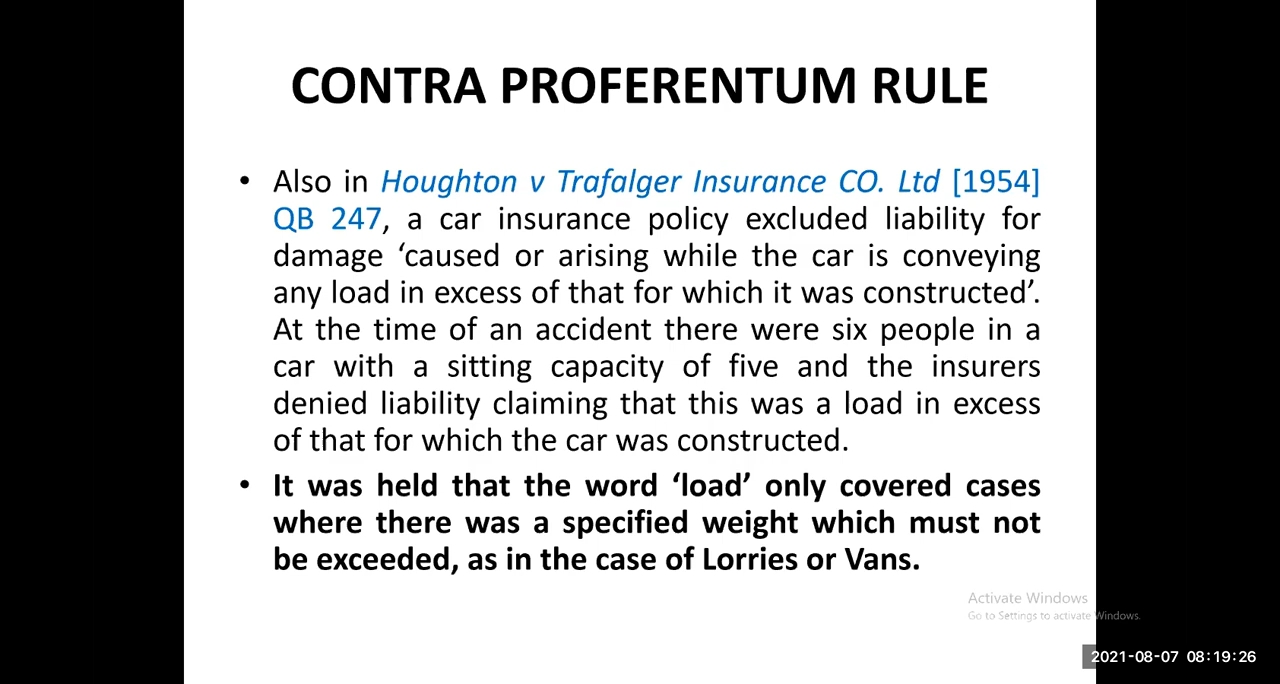 CONTRA PROFERENTUM RULE
• Also in Houghton v Trafalger Insurance CO. Ltd [1954]
QB 247, a car insurance policy excluded liability for
damage ‘caused or arising while the car is conveying
any load in excess of that for which it was constructed’.
At the time of an accident there were six people in a
car with a sitting capacity of five and the insurers
denied liability claiming that this was a load in excess
of that for which the car was constructed.
• It was held that the word ‘load’ only covered cases
where there was a specified weight which must not
be exceeded, as in the case of Lorries or Vans.
Activate Windows
Go to Settings to activate Windows.
2021-08-07 08:19:26